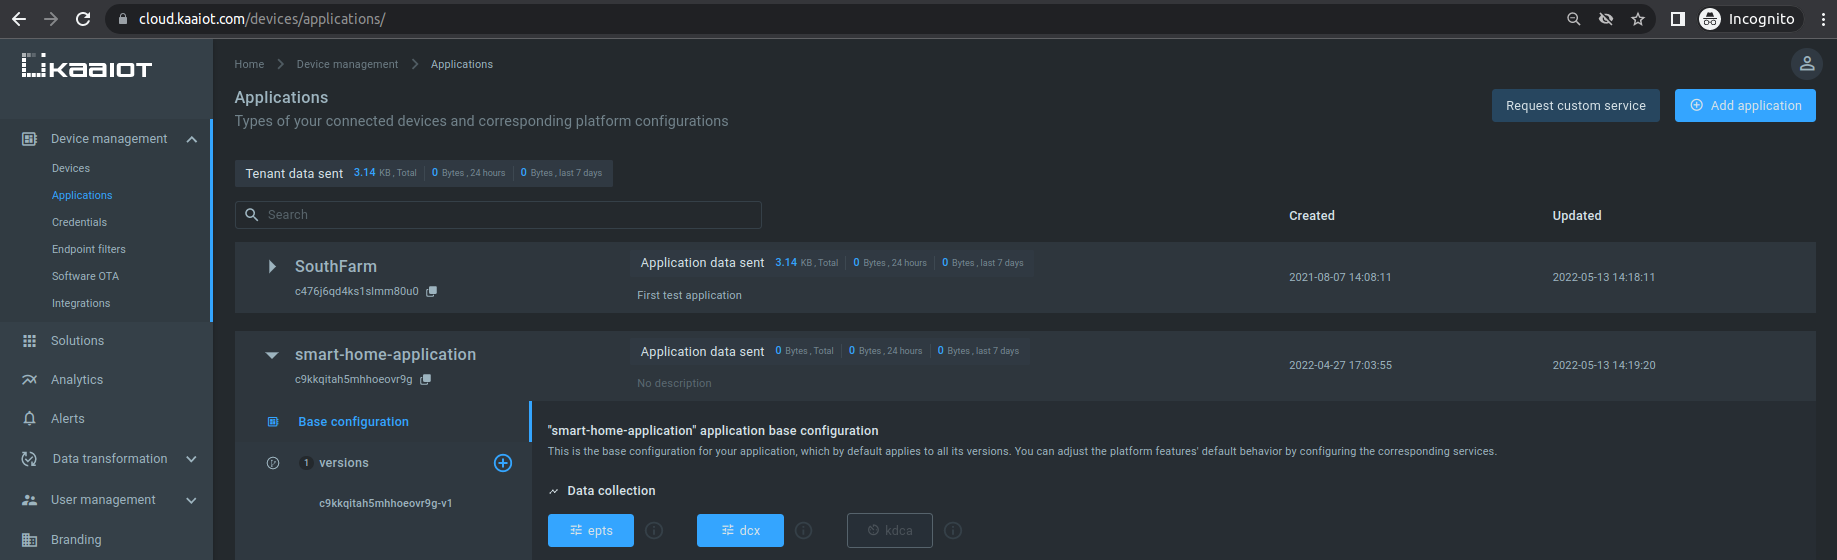 cloud.kaaiot.com/devices/applications/
Incognito
KaaIoT
Home
Device management
Applications
Applications
Types of your connected devices and corresponding platform configurations
Request custom service
Add application
Device management
Devices
Applications
Credentials
Endpoint filters
Software OTA
Integrations
Solutions
Analytics
Alerts
Data transformation
User management
Branding
Tenant data sent 3.14 KB , Total 0 Bytes , 24 hours 0 Bytes , last 7 days
Search
Created
Updated
SouthFarm
c476j6qd4ks1slmm80u0
Application data sent 3.14 KB , Total 0 Bytes , 24 hours 0 Bytes , last 7 days
First test application
2021-08-07 14:08:11
2022-05-13 14:18:11
smart-home-application
c9kkqitah5mhhoeovr9g
Application data sent 0 Bytes , Total 0 Bytes , 24 hours 0 Bytes , last 7 days
No description
2022-04-27 17:03:55
2022-05-13 14:19:20
Base configuration
1 versions
c9kkqitah5mhhoeovr9g-v1
"smart-home-application" application base configuration
This is the base configuration for your application, which by default applies to all its versions. You can adjust the platform features' default behavior by configuring the corresponding services.
Data collection
epts
dcx
kdca